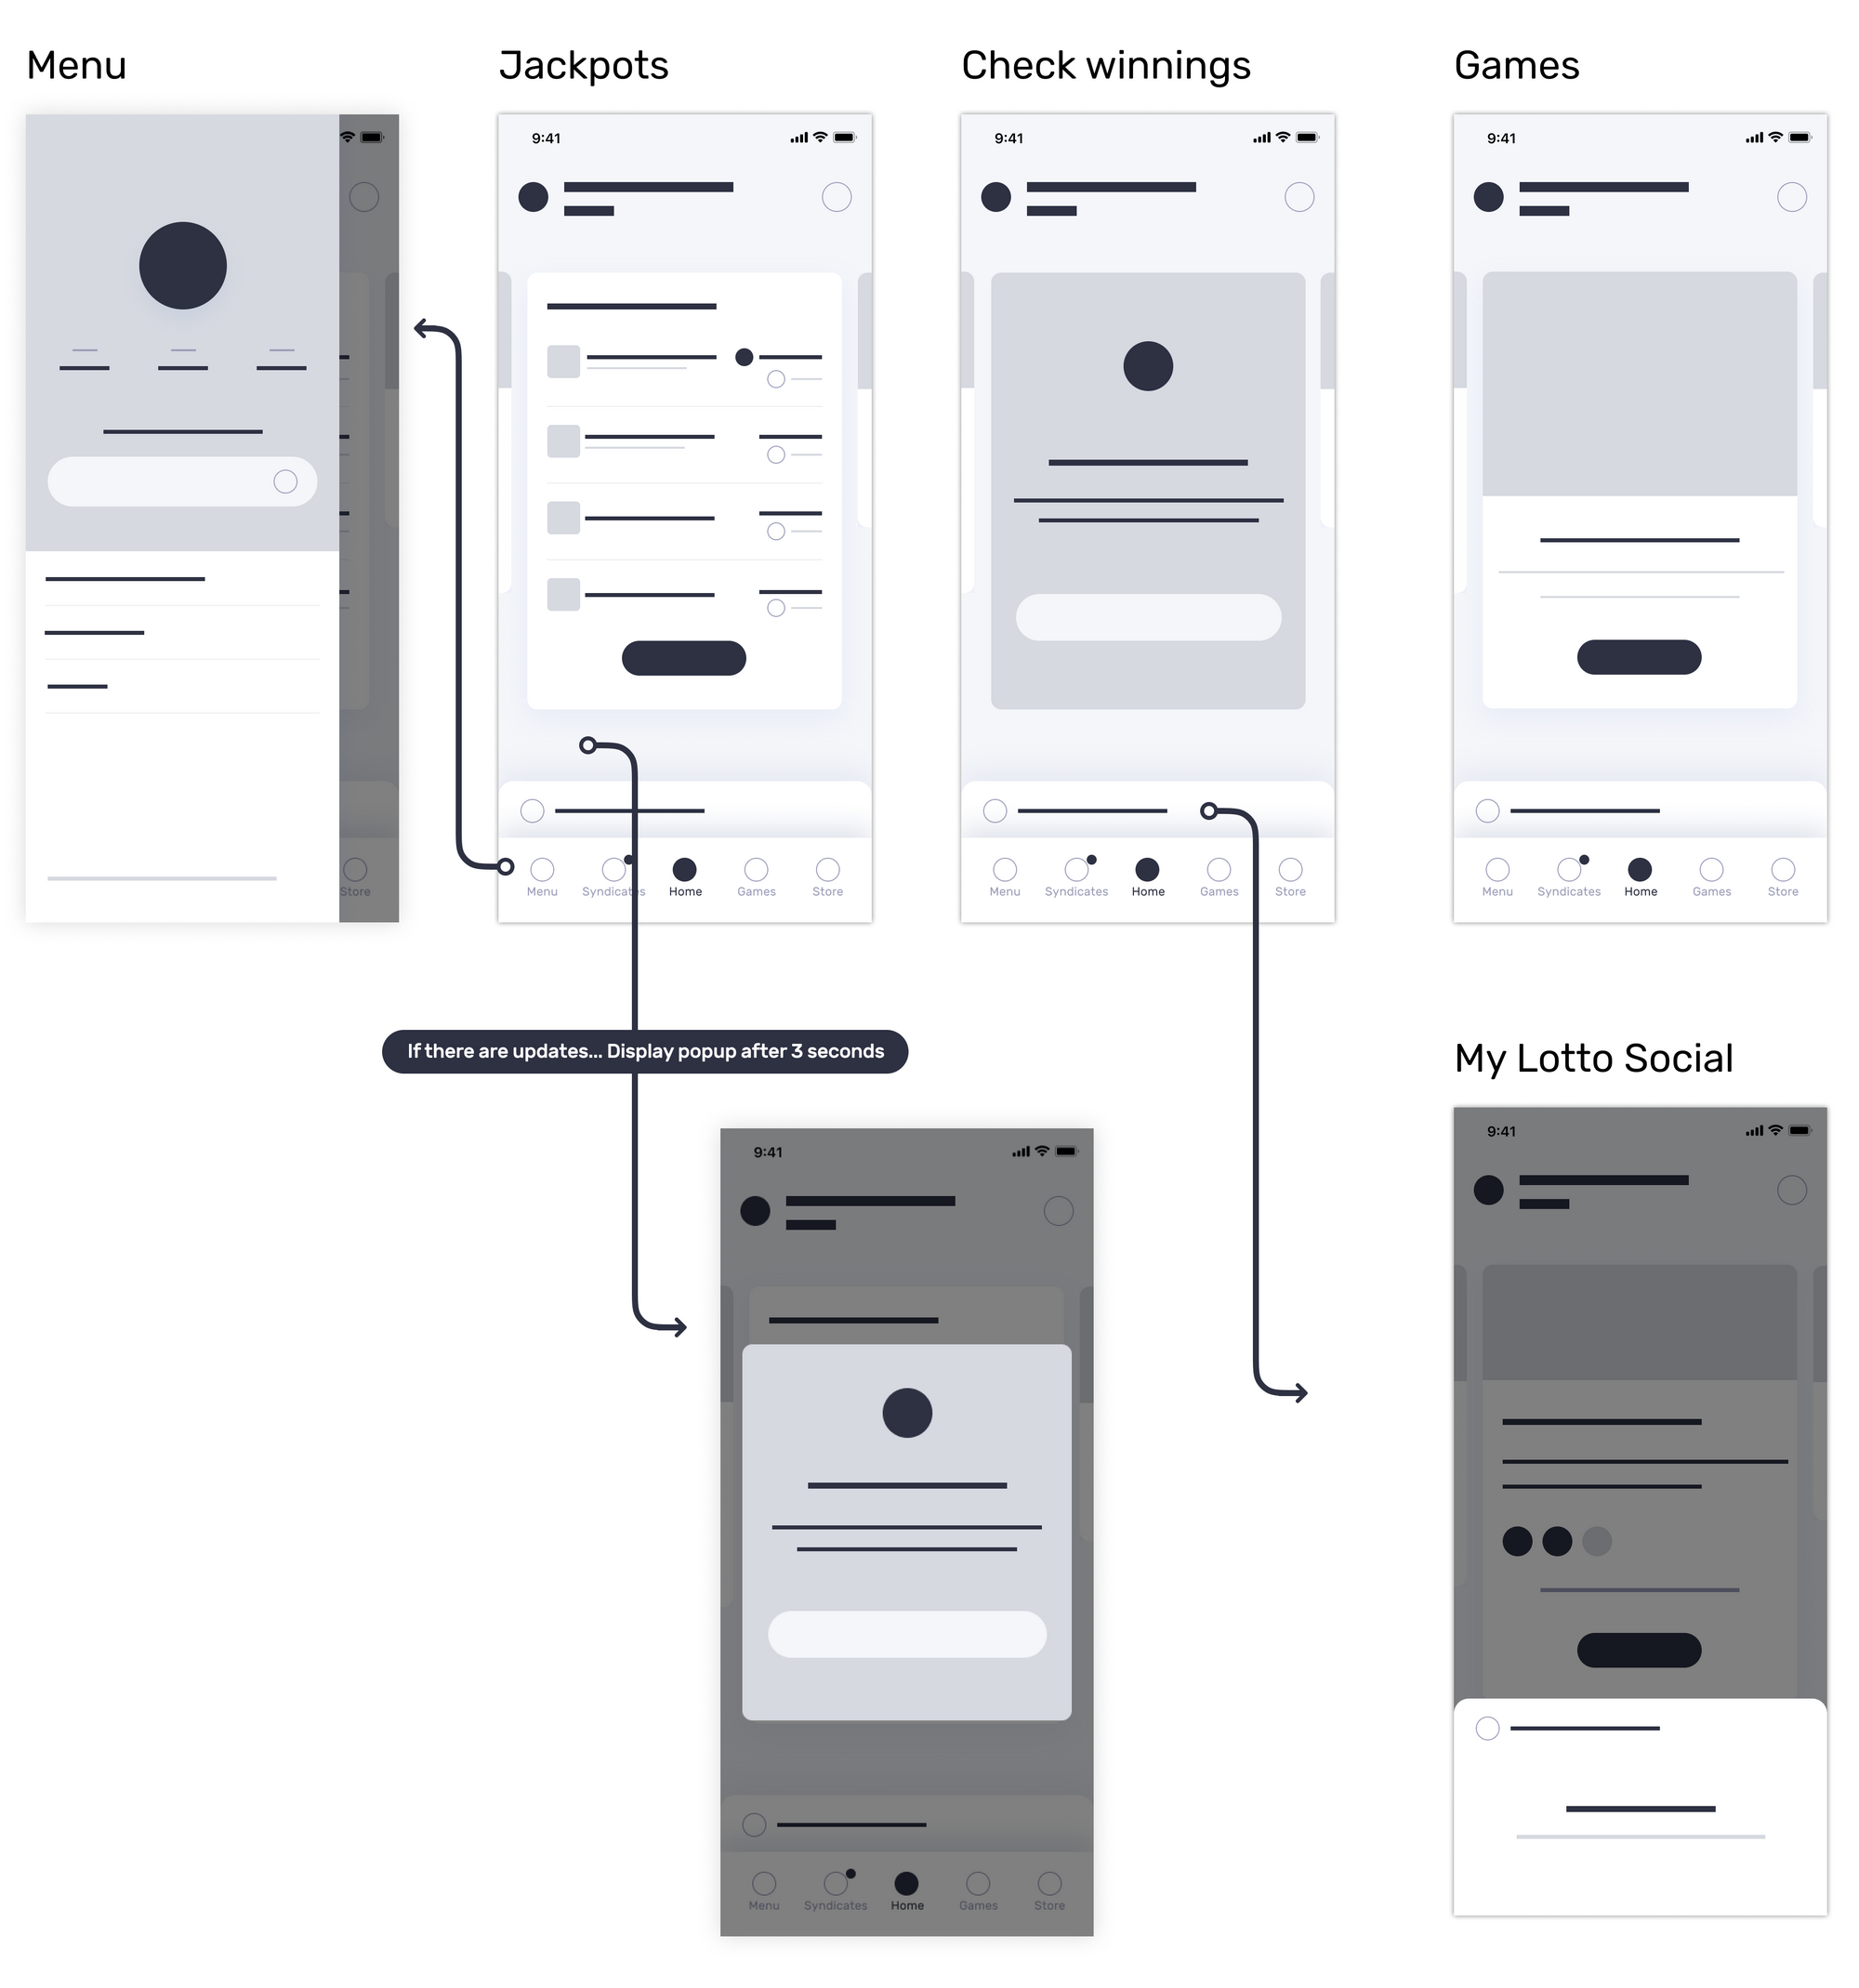 Menu
Jackpots
Check winnings
Games
9:41
9:41
9:41
Store
Menu
Syndicates
Home
Games
Store
Menu
Syndicates
Home
Games
Store
Menu
Syndicates
Home
Games
Store
If there are updates... Display popup after 3 seconds
My Lotto Social
9:41
9:41
Menu
Syndicates
Home
Games
Store